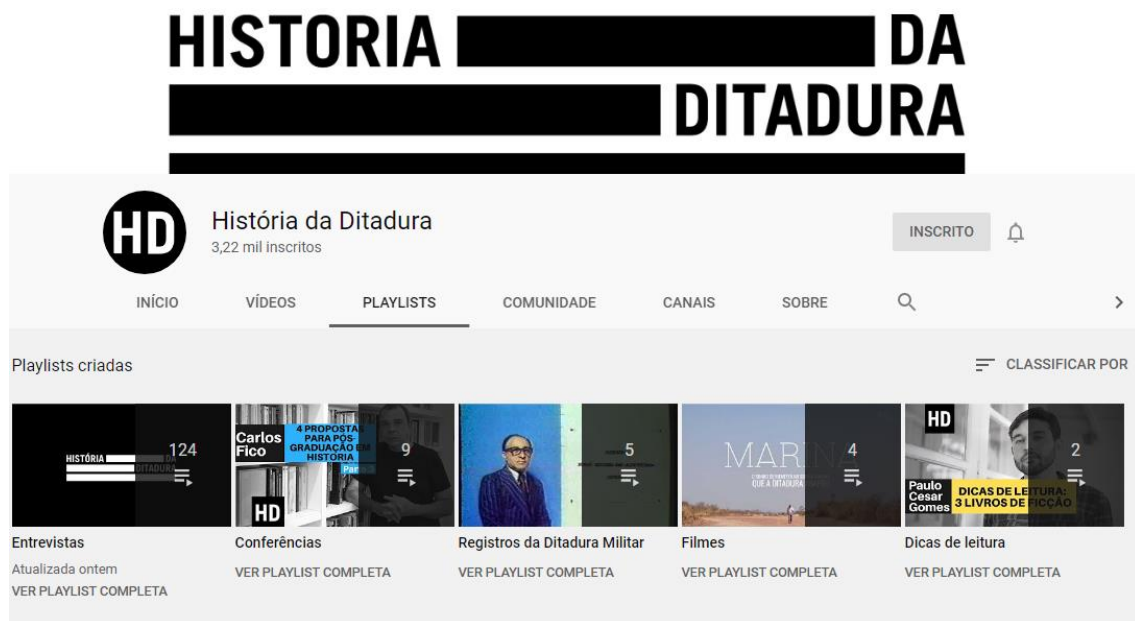 HISTORIA DA
DITADURA
HD
História da Ditadura
3,22 mil inscritos
INSCRITO
INÍCIO VÍDEOS PLAYLISTS COMUNIDADE CANAIS SOBRE
Playlists criadas
CLASSIFICAR POR
HISTÓRIA DA
DITADURA
124
Carlos
Fico
4 PROPOSTAS
PARA PÓS-
GRADUAÇÃO EM
HISTÓRIA
HD
9
5
MARINA
QUE A DITADURA
4
HD
Paulo
Cesar
Gomes
DICAS DE LEITURA:
3 LIVROS DE FICÇÃO
2
Entrevistas
Conferências
Registros da Ditadura Militar
Filmes
Dicas de leitura
Atualizada ontem
VER PLAYLIST COMPLETA
VER PLAYLIST COMPLETA
VER PLAYLIST COMPLETA
VER PLAYLIST COMPLETA
VER PLAYLIST COMPLETA